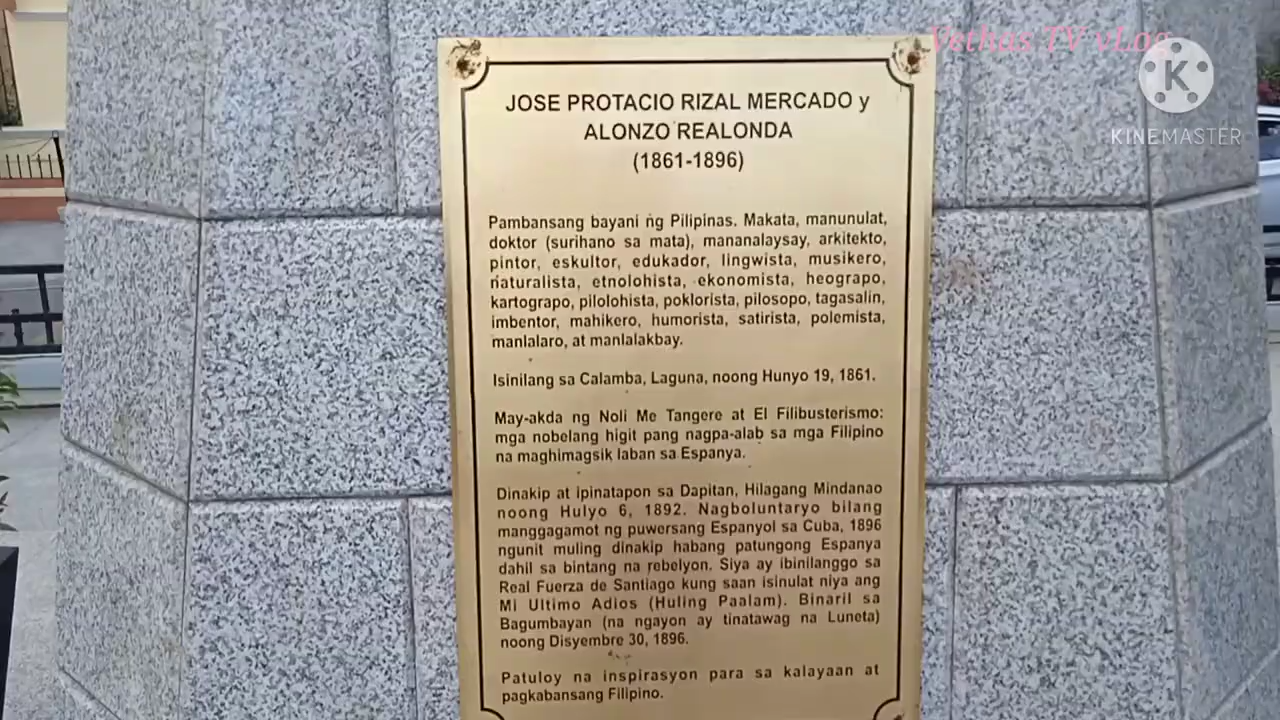 Vethas TV vLog
K
KINEMASTER
JOSE PROTACIO RIZAL MERCADO y
ALONZO REALONDA
(1861-1896)
Pambansang bayani ng Pilipinas. Makata, manunulat,
doktor (surihano sa mata), mananalaysay, arkitekto,
pintor, eskultor, edukador, lingwista, musikero,
naturalista, etnolohista, ekonomista, heograpo,
kartograpo, pilolohista, poklorista, pilosopo, tagasalin,
imbentor, mahikero, humorista, satirista, polemista,
manlalaro, at manlalakbay.
Isinilang sa Calamba, Laguna, noong Hunyo 19, 1861.
May-akda ng Noli Me Tangere at El Filibusterismo:
mga nobelang higit pang nagpa-alab sa mga Filipino
na maghimagsik laban sa Espanya.
Dinakip at ipinatapon sa Dapitan, Hilagang Mindanao
noong Hulyo 6, 1892. Nagboluntaryo bilang
manggagamot ng puwersang Espanyol sa Cuba, 1896
ngunit muling dinakip habang patungong Espanya
dahil sa bintang na rebelyon. Siya ay ibinilanggo sa
Real Fuerza de Santiago kung saan isinulat niya ang
Mi Ultimo Adios (Huling Paalam). Binaril sa
Bagumbayan (na ngayon ay tinatawag na Luneta)
noong Disyembre 30, 1896.
Patuloy na inspirasyon para sa kalayaan at
pagkabansang Filipino.